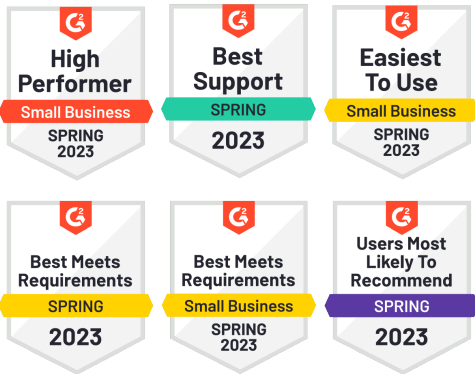 G2
High
Performer
Small Business
SPRING
2023
G2
Best
Support
SPRING
2023
G2
Easiest
To Use
Small Business
SPRING
2023
G2
Best Meets
Requirements
SPRING
2023
G2
Best Meets
Requirements
Small Business
SPRING
2023
G2
Users Most
Likely To
Recommend
SPRING
2023